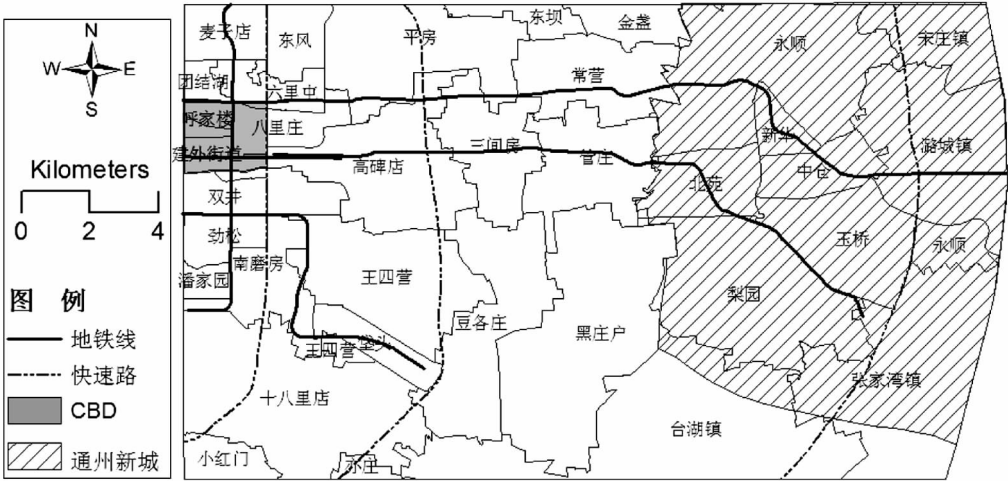 N
W E
S
Kilometers
0 2 4
图 例
地铁线
快速路
CBD
通州新城
麦子店
东风
平房
东坝
金盏
永顺
宋庄镇
团结湖
六里屯
常营
呼家楼
八里庄
新华
潞城镇
建外街道
高碑店
三间房
管庄
北苑
中仓
双井
劲松
南磨房
潘家园
王四营
玉桥
永顺
梨园
豆各庄
黑庄户
王四营
垡头
张家湾镇
十八里店
台湖镇
小红门
亦庄